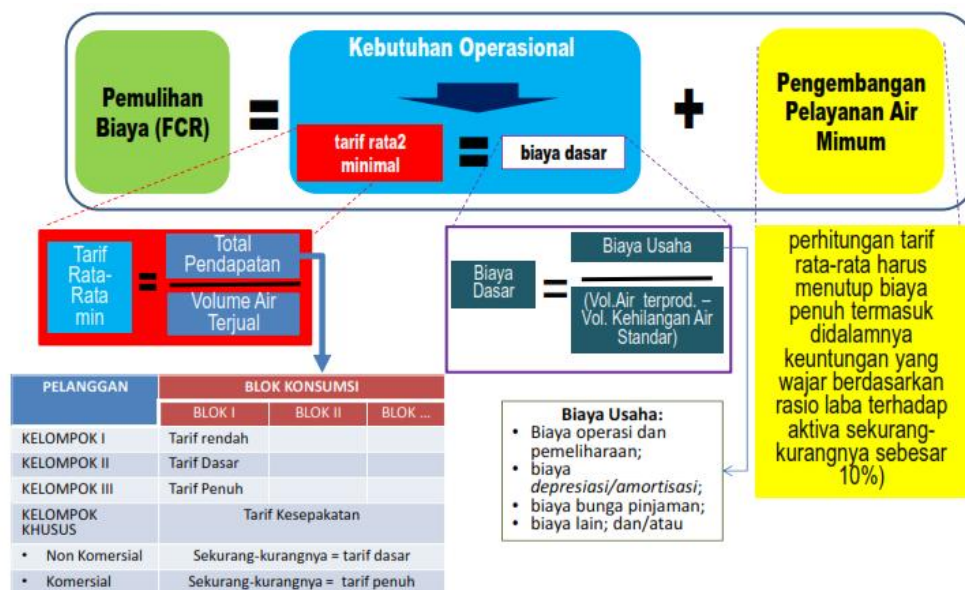 Pemulihan
Biaya (FCR)
=
Kebutuhan Operasional
tarif rata2
minimal
=
biaya dasar
+
Pengembangan
Pelayanan Air
Mimum
Tarif
Rata-
Rata
min
=
Total
Pendapatan
Volume Air
Terjual
Biaya
Dasar
=
Biaya Usaha
(Vol.Air terprod. –
Vol. Kehilangan Air
Standar)
perhitungan tarif
rata-rata harus
menutup biaya
penuh termasuk
didalamnya
keuntungan yang
wajar berdasarkan
rasio laba terhadap
aktiva sekurang-
kurangnya sebesar
10%)
PELANGGAN BLOK KONSUMSI
BLOK I BLOK II BLOK ...
KELOMPOK I Tarif rendah
KELOMPOK II Tarif Dasar
KELOMPOK III Tarif Penuh
KELOMPOK
KHUSUS Tarif Kesepakatan
• Non Komersial Sekurang-kurangnya = tarif dasar
• Komersial Sekurang-kurangnya = tarif penuh
Biaya Usaha:
• Biaya operasi dan
pemeliharaan;
• biaya
depresiasi/amortisasi;
• biaya bunga pinjaman;
• biaya lain; dan/atau